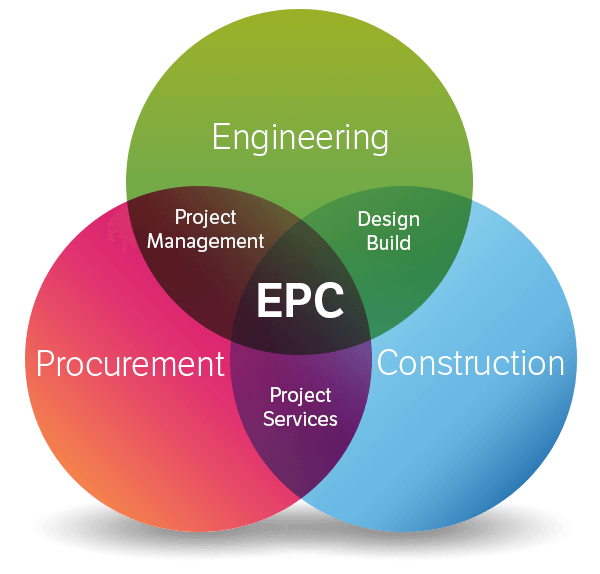 Engineering
Project
Management
Design
Build
EPC
Procurement
Construction
Project
Services